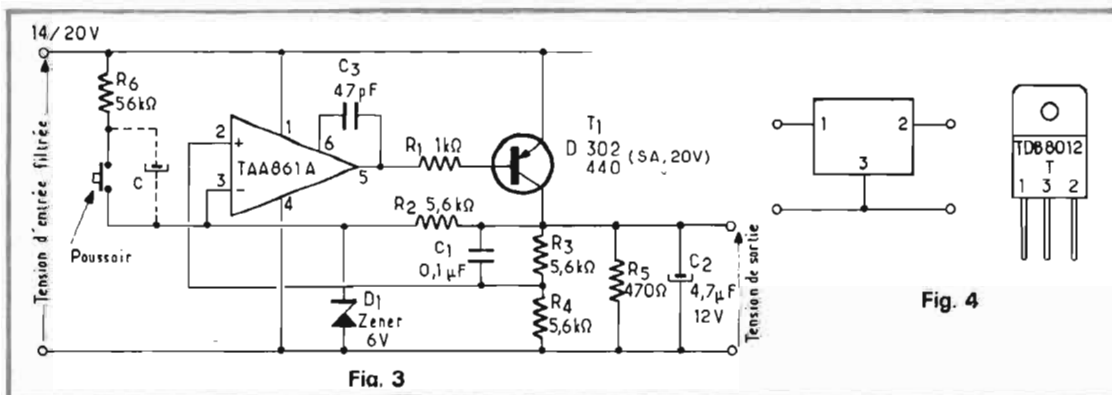 14/20V
Tension d'entrée filtrée
R6
56kΩ
Poussoir
C
2
+
3
-
TAA861A
1
6
5
4
C3
47pF
R1 1kΩ
T1
D 302
440 (5A, 20V)
R2 5,6kΩ
C1
0,1µF
D1
Zener
6V
R3
5,6kΩ
R4
5,6kΩ
R5
470Ω
C2
4,7µF
12V
Tension de sortie
Fig. 3
1
2
3
TDB8012
T
1 3 2
Fig. 4